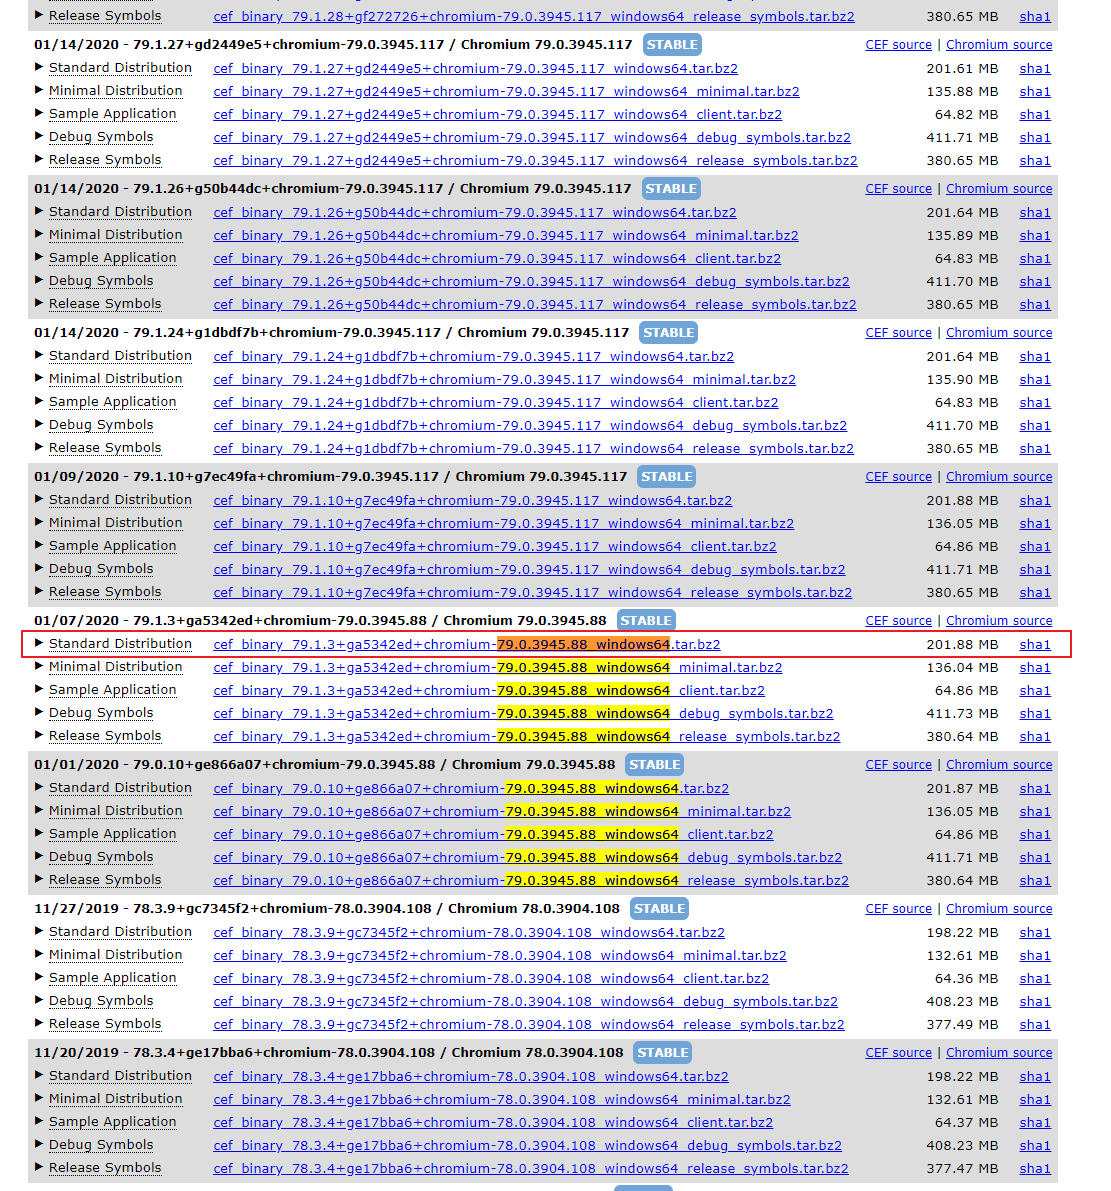 Release Symbols cef_binary_79.1.28+gf272726+chromium-79.0.3945.117_windows64_release_symbols.tar.bz2 380.65 MB sha1
01/14/2020 - 79.1.27+gd2449e5+chromium-79.0.3945.117 / Chromium 79.0.3945.117 STABLE CEF source | Chromium source
Standard Distribution cef_binary_79.1.27+gd2449e5+chromium-79.0.3945.117_windows64.tar.bz2 201.61 MB sha1
Minimal Distribution cef_binary_79.1.27+gd2449e5+chromium-79.0.3945.117_windows64_minimal.tar.bz2 135.88 MB sha1
Sample Application cef_binary_79.1.27+gd2449e5+chromium-79.0.3945.117_windows64_client.tar.bz2 64.82 MB sha1
Debug Symbols cef_binary_79.1.27+gd2449e5+chromium-79.0.3945.117_windows64_debug_symbols.tar.bz2 411.71 MB sha1
Release Symbols cef_binary_79.1.27+gd2449e5+chromium-79.0.3945.117_windows64_release_symbols.tar.bz2 380.65 MB sha1
01/14/2020 - 79.1.26+g50b44dc+chromium-79.0.3945.117 / Chromium 79.0.3945.117 STABLE CEF source | Chromium source
Standard Distribution cef_binary_79.1.26+g50b44dc+chromium-79.0.3945.117_windows64.tar.bz2 201.64 MB sha1
Minimal Distribution cef_binary_79.1.26+g50b44dc+chromium-79.0.3945.117_windows64_minimal.tar.bz2 135.89 MB sha1
Sample Application cef_binary_79.1.26+g50b44dc+chromium-79.0.3945.117_windows64_client.tar.bz2 64.83 MB sha1
Debug Symbols cef_binary_79.1.26+g50b44dc+chromium-79.0.3945.117_windows64_debug_symbols.tar.bz2 411.70 MB sha1
Release Symbols cef_binary_79.1.26+g50b44dc+chromium-79.0.3945.117_windows64_release_symbols.tar.bz2 380.65 MB sha1
01/14/2020 - 79.1.24+g1dbdf7b+chromium-79.0.3945.117 / Chromium 79.0.3945.117 STABLE CEF source | Chromium source
Standard Distribution cef_binary_79.1.24+g1dbdf7b+chromium-79.0.3945.117_windows64.tar.bz2 201.64 MB sha1
Minimal Distribution cef_binary_79.1.24+g1dbdf7b+chromium-79.0.3945.117_windows64_minimal.tar.bz2 135.90 MB sha1
Sample Application cef_binary_79.1.24+g1dbdf7b+chromium-79.0.3945.117_windows64_client.tar.bz2 64.83 MB sha1
Debug Symbols cef_binary_79.1.24+g1dbdf7b+chromium-79.0.3945.117_windows64_debug_symbols.tar.bz2 411.70 MB sha1
Release Symbols cef_binary_79.1.24+g1dbdf7b+chromium-79.0.3945.117_windows64_release_symbols.tar.bz2 380.65 MB sha1
01/09/2020 - 79.1.10+g7ec49fa+chromium-79.0.3945.117 / Chromium 79.0.3945.117 STABLE CEF source | Chromium source
Standard Distribution cef_binary_79.1.10+g7ec49fa+chromium-79.0.3945.117_windows64.tar.bz2 201.88 MB sha1
Minimal Distribution cef_binary_79.1.10+g7ec49fa+chromium-79.0.3945.117_windows64_minimal.tar.bz2 136.05 MB sha1
Sample Application cef_binary_79.1.10+g7ec49fa+chromium-79.0.3945.117_windows64_client.tar.bz2 64.86 MB sha1
Debug Symbols cef_binary_79.1.10+g7ec49fa+chromium-79.0.3945.117_windows64_debug_symbols.tar.bz2 411.71 MB sha1
Release Symbols cef_binary_79.1.10+g7ec49fa+chromium-79.0.3945.117_windows64_release_symbols.tar.bz2 380.65 MB sha1
01/07/2020 - 79.1.3+ga5342ed+chromium-79.0.3945.88 / Chromium 79.0.3945.88 STABLE CEF source | Chromium source
Standard Distribution cef_binary_79.1.3+ga5342ed+chromium-79.0.3945.88_windows64.tar.bz2 201.88 MB sha1
Minimal Distribution cef_binary_79.1.3+ga5342ed+chromium-79.0.3945.88_windows64_minimal.tar.bz2 136.04 MB sha1
Sample Application cef_binary_79.1.3+ga5342ed+chromium-79.0.3945.88_windows64_client.tar.bz2 64.86 MB sha1
Debug Symbols cef_binary_79.1.3+ga5342ed+chromium-79.0.3945.88_windows64_debug_symbols.tar.bz2 411.73 MB sha1
Release Symbols cef_binary_79.1.3+ga5342ed+chromium-79.0.3945.88_windows64_release_symbols.tar.bz2 380.64 MB sha1
01/01/2020 - 79.0.10+ge866a07+chromium-79.0.3945.88 / Chromium 79.0.3945.88 STABLE CEF source | Chromium source
Standard Distribution cef_binary_79.0.10+ge866a07+chromium-79.0.3945.88_windows64.tar.bz2 201.87 MB sha1
Minimal Distribution cef_binary_79.0.10+ge866a07+chromium-79.0.3945.88_windows64_minimal.tar.bz2 136.05 MB sha1
Sample Application cef_binary_79.0.10+ge866a07+chromium-79.0.3945.88_windows64_client.tar.bz2 64.86 MB sha1
Debug Symbols cef_binary_79.0.10+ge866a07+chromium-79.0.3945.88_windows64_debug_symbols.tar.bz2 411.71 MB sha1
Release Symbols cef_binary_79.0.10+ge866a07+chromium-79.0.3945.88_windows64_release_symbols.tar.bz2 380.64 MB sha1
11/27/2019 - 78.3.9+gc7345f2+chromium-78.0.3904.108 / Chromium 78.0.3904.108 STABLE CEF source | Chromium source
Standard Distribution cef_binary_78.3.9+gc7345f2+chromium-78.0.3904.108_windows64.tar.bz2 198.22 MB sha1
Minimal Distribution cef_binary_78.3.9+gc7345f2+chromium-78.0.3904.108_windows64_minimal.tar.bz2 132.61 MB sha1
Sample Application cef_binary_78.3.9+gc7345f2+chromium-78.0.3904.108_windows64_client.tar.bz2 64.36 MB sha1
Debug Symbols cef_binary_78.3.9+gc7345f2+chromium-78.0.3904.108_windows64_debug_symbols.tar.bz2 408.23 MB sha1
Release Symbols cef_binary_78.3.9+gc7345f2+chromium-78.0.3904.108_windows64_release_symbols.tar.bz2 377.49 MB sha1
11/20/2019 - 78.3.4+ge17bba6+chromium-78.0.3904.108 / Chromium 78.0.3904.108 STABLE CEF source | Chromium source
Standard Distribution cef_binary_78.3.4+ge17bba6+chromium-78.0.3904.108_windows64.tar.bz2 198.22 MB sha1
Minimal Distribution cef_binary_78.3.4+ge17bba6+chromium-78.0.3904.108_windows64_minimal.tar.bz2 132.61 MB sha1
Sample Application cef_binary_78.3.4+ge17bba6+chromium-78.0.3904.108_windows64_client.tar.bz2 64.37 MB sha1
Debug Symbols cef_binary_78.3.4+ge17bba6+chromium-78.0.3904.108_windows64_debug_symbols.tar.bz2 408.23 MB sha1
Release Symbols cef_binary_78.3.4+ge17bba6+chromium-78.0.3904.108_windows64_release_symbols.tar.bz2 377.47 MB sha1